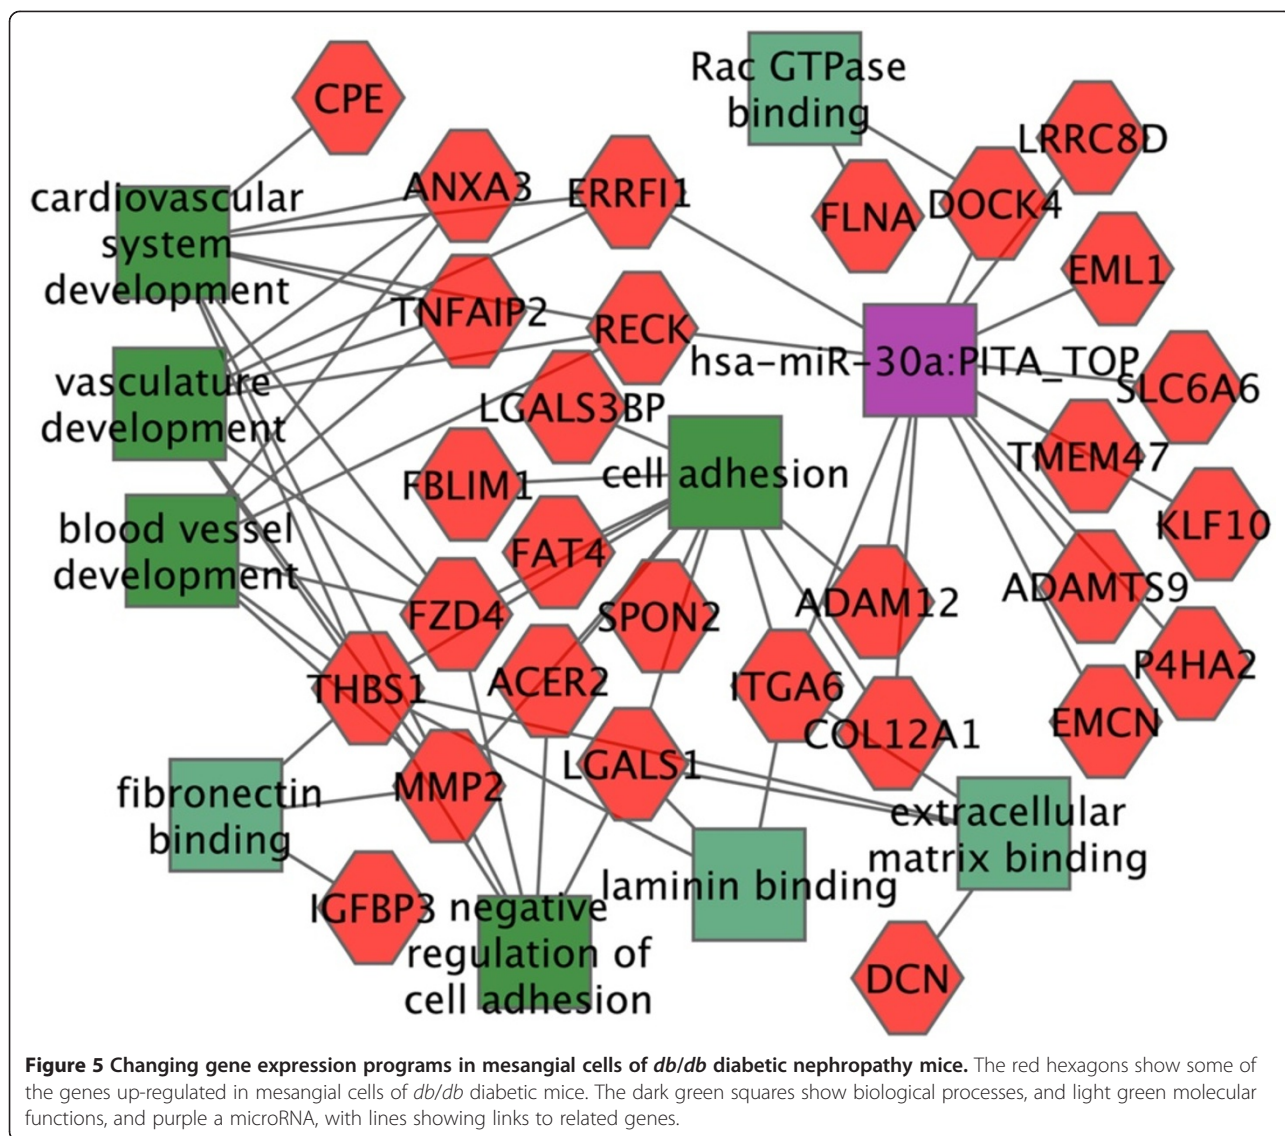 CPE
Rac GTPase
binding
LRRC8D
ANXA3
ERRFI1
FLNA
DOCK4
cardiovascular
system
development
EML1
TNFAIP2
RECK
hsa-miR-30a:PITA_TOP
SLC6A6
vasculature
development
LGALS3BP
TMEM47
cell adhesion
FBLIM1
KLF10
blood vessel
development
FAT4
ADAMTS9
FZD4
SPON2
ADAM12
P4HA2
THBS1
ACER2
ITGA6
EMCN
COL12A1
LGALS1
MMP2
fibronectin
binding
extracellular
matrix binding
laminin binding
IGFBP3
negative
regulation of
cell adhesion
DCN
Figure 5 Changing gene expression programs in mesangial cells of db/db diabetic nephropathy mice. The red hexagons show some of
the genes up-regulated in mesangial cells of db/db diabetic mice. The dark green squares show biological processes, and light green molecular
functions, and purple a microRNA, with lines showing links to related genes.